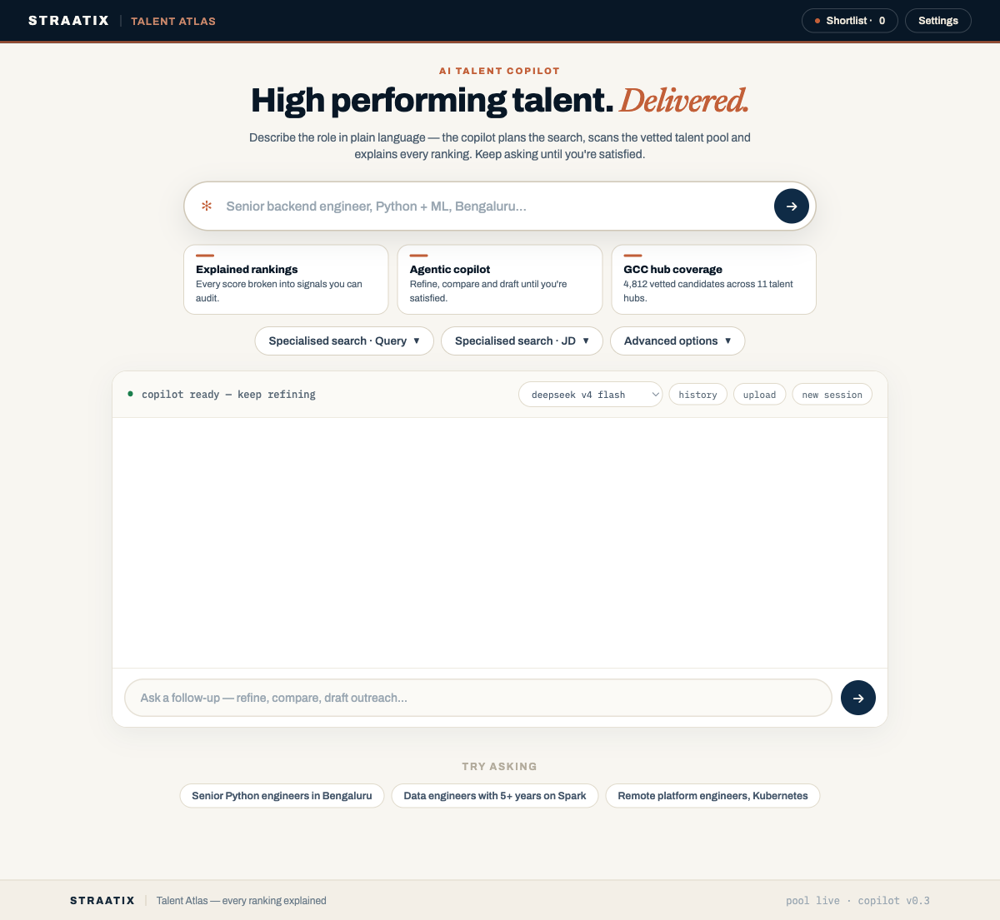 STRAATIX | TALENT ATLAS
Shortlist · 0
Settings
AI TALENT COPILOT
High performing talent. Delivered.
Describe the role in plain language — the copilot plans the search, scans the vetted talent pool and
explains every ranking. Keep asking until you're satisfied.
Senior backend engineer, Python + ML, Bengaluru...
Explained rankings
Every score broken into signals you can
audit.
Agentic copilot
Refine, compare and draft until you're
satisfied.
GCC hub coverage
4,812 vetted candidates across 11 talent
hubs.
Specialised search · Query ▼
Specialised search · JD ▼
Advanced options ▼
copilot ready — keep refining
deepseek v4 flash
history
upload
new session
Ask a follow-up — refine, compare, draft outreach...
TRY ASKING
Senior Python engineers in Bengaluru
Data engineers with 5+ years on Spark
Remote platform engineers, Kubernetes
STRAATIX | Talent Atlas — every ranking explained
pool live · copilot v0.3